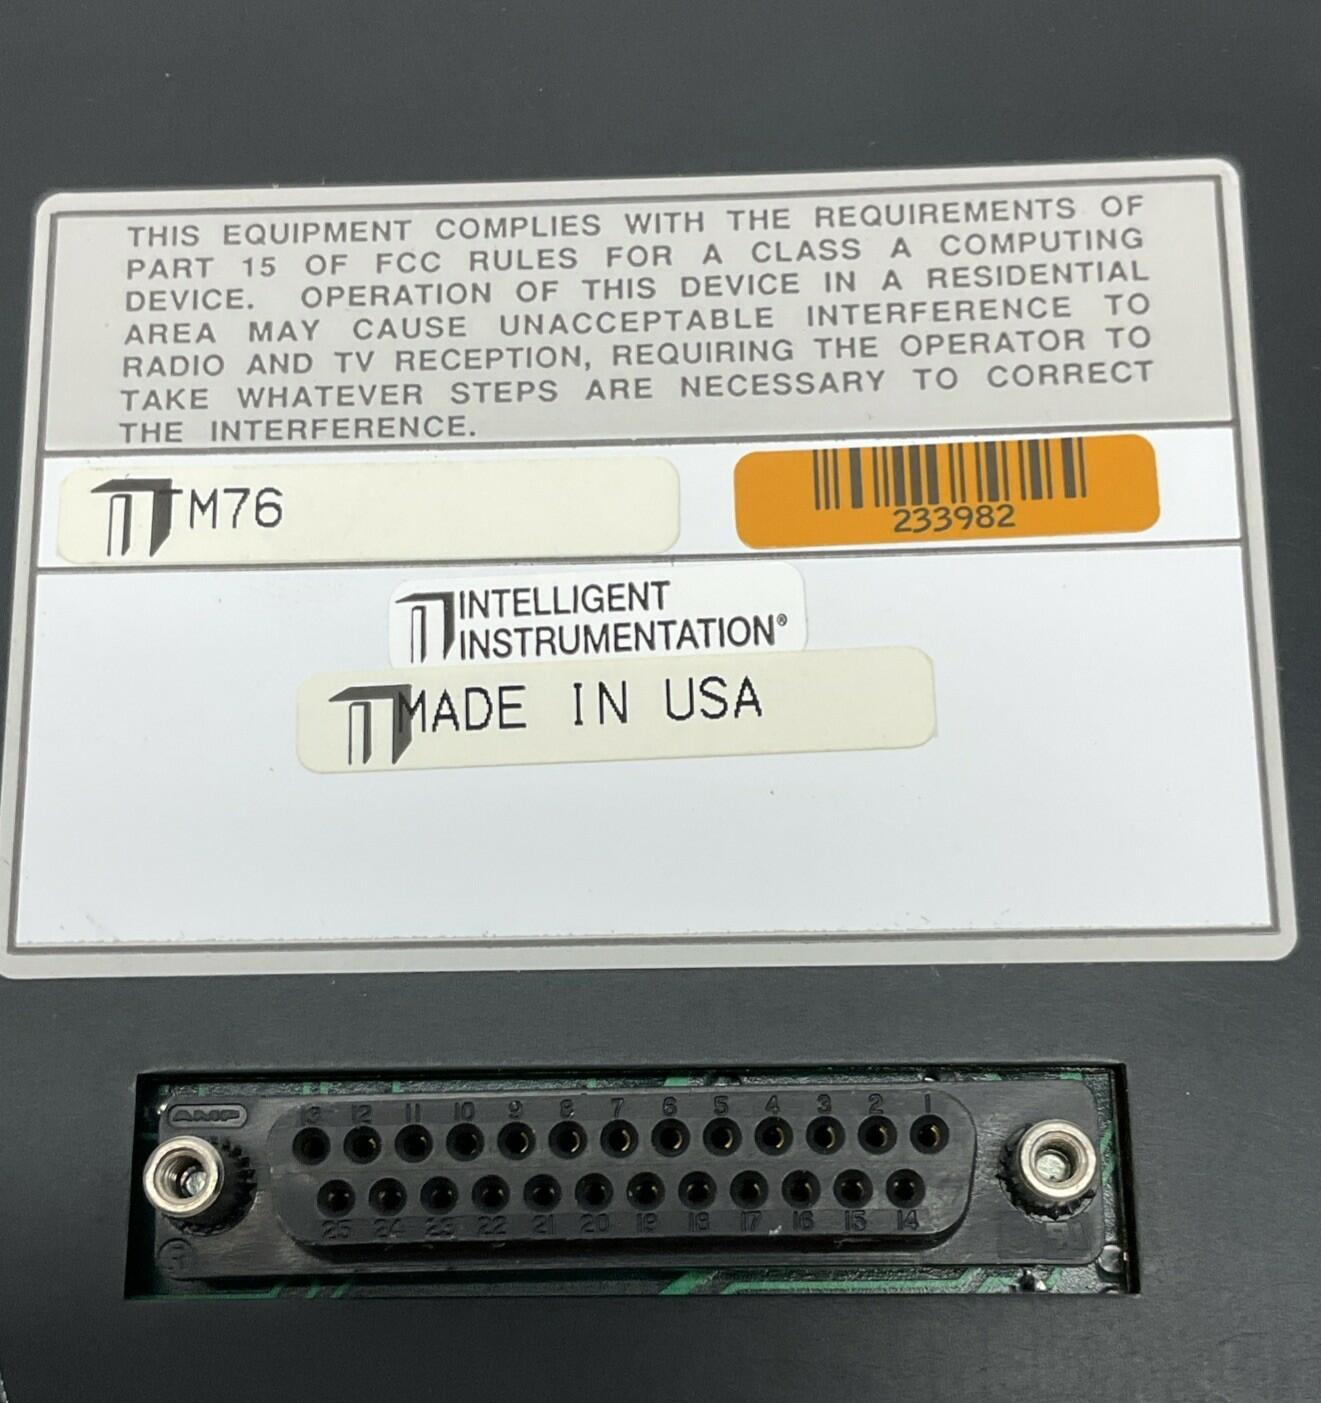 THIS EQUIPMENT COMPLIES WITH THE REQUIREMENTS OF
PART 15 OF FCC RULES FOR A CLASS A COMPUTING
DEVICE. OPERATION OF THIS DEVICE IN A RESIDENTIAL
AREA MAY CAUSE UNACCEPTABLE INTERFERENCE TO
RADIO AND TV RECEPTION, REQUIRING THE OPERATOR TO
TAKE WHATEVER STEPS ARE NECESSARY TO CORRECT
THE INTERFERENCE.
TM76
233982
INTELLIGENT
INSTRUMENTATION®
MADE IN USA
AMP
13 12 11 10 9 8 7 6 5 4 3 2 1
25 24 23 22 21 20 19 18 17 16 15 14